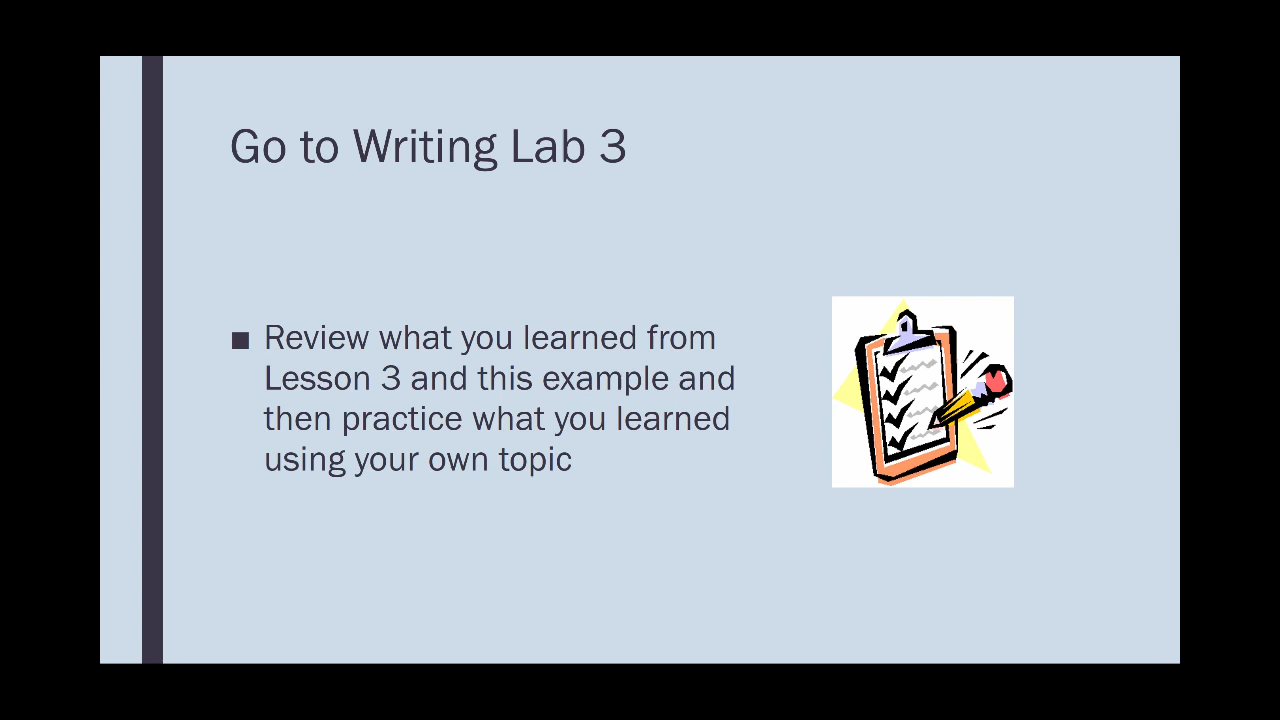 Go to Writing Lab 3
■ Review what you learned from
Lesson 3 and this example and
then practice what you learned
using your own topic